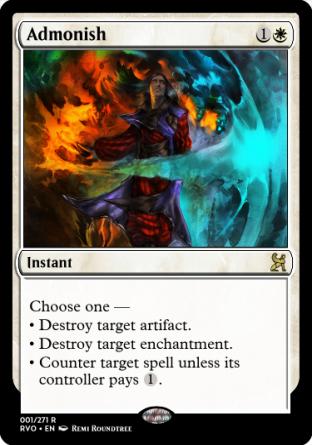 Admonish 1
Instant
Choose one —
• Destroy target artifact.
• Destroy target enchantment.
• Counter target spell unless its
controller pays 1.
001/271 R
RVO • EN Remi Roundtree